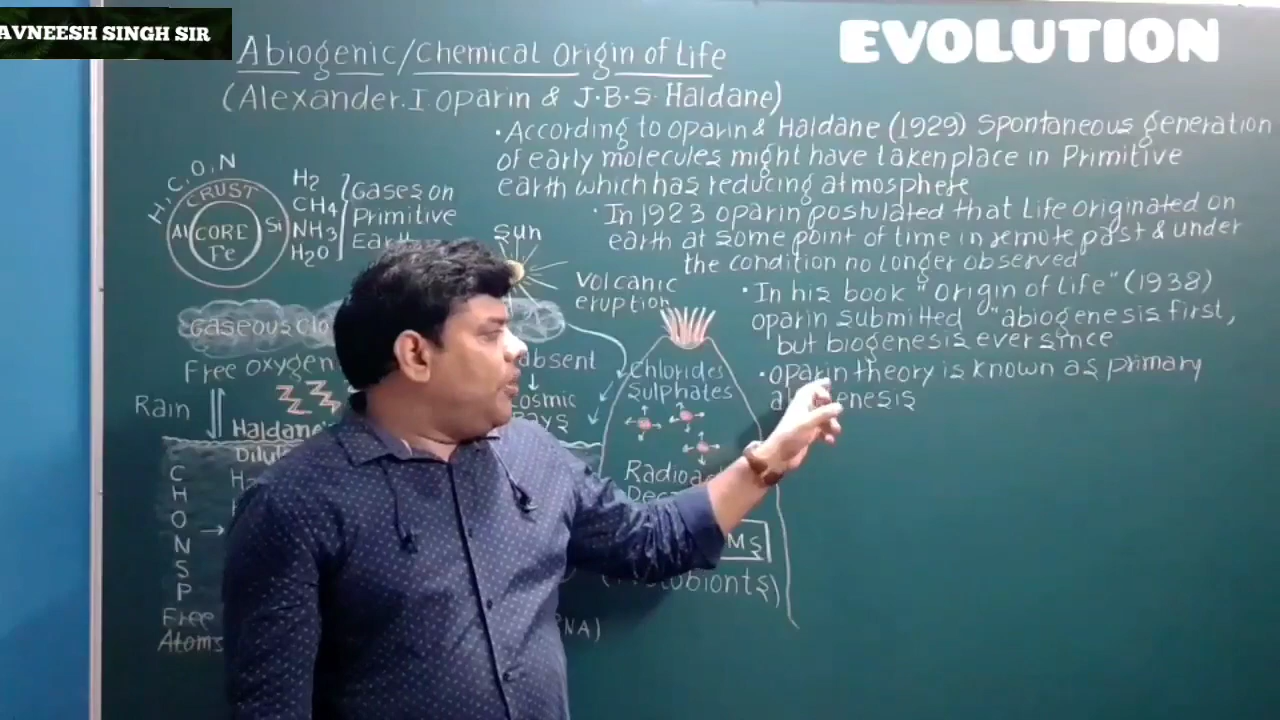 AVNEESH SINGH SIR
EVOLUTION
Abiogenic/Chemical Origin of Life
(Alexander.I.Oparin & J.B.S. Haldane)
• According to oparin & Haldane (1929) Spontaneous generation
of early molecules might have taken place in Primitive
earth which has reducing atmosphere
• In 1923 oparin postulated that Life originated on
earth at some point of time in remote past & under
the condition no longer observed
• In his book "origin of Life" (1938)
oparin submitted "abiogenesis first,
but biogenesis ever since
• oparin theory is known as primary
H, C, O, N
CRUST
Al
CORE
Fe
Si
H2
CH4
NH3
H2O
Gases on
Primitive
Sun
Volcanic
eruption
Gaseous
Free oxygen
absent
Rays
Rain
Chlorides
Sulphates
C
H
O
N
S
P
Free
Atoms